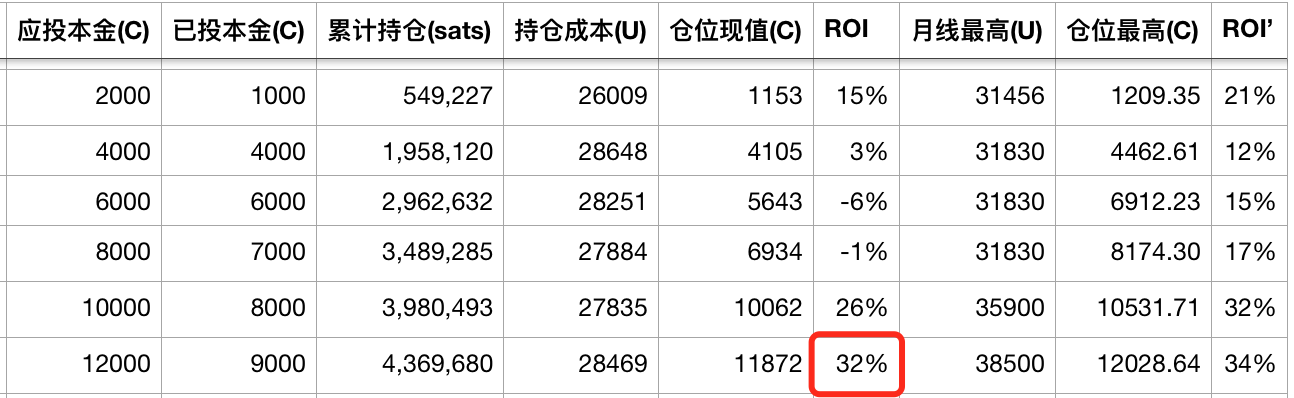 应投本金(C) 已投本金(C) 累计持仓(sats) 持仓成本(U) 仓位现值(C) ROI 月线最高(U) 仓位最高(C) ROI’
2000 1000 549,227 26009 1153 15% 31456 1209.35 21%
4000 4000 1,958,120 28648 4105 3% 31830 4462.61 12%
6000 6000 2,962,632 28251 5643 -6% 31830 6912.23 15%
8000 7000 3,489,285 27884 6934 -1% 31830 8174.30 17%
10000 8000 3,980,493 27835 10062 26% 35900 10531.71 32%
12000 9000 4,369,680 28469 11872 32% 38500 12028.64 34%